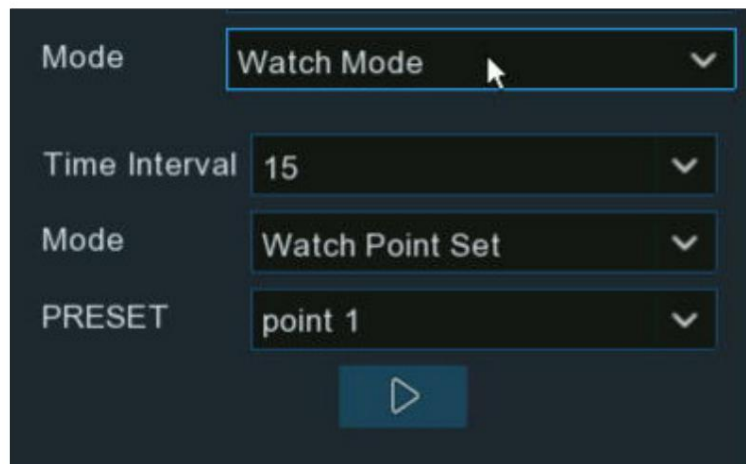 Mode Watch Mode
Time Interval 15
Mode Watch Point Set
PRESET point 1